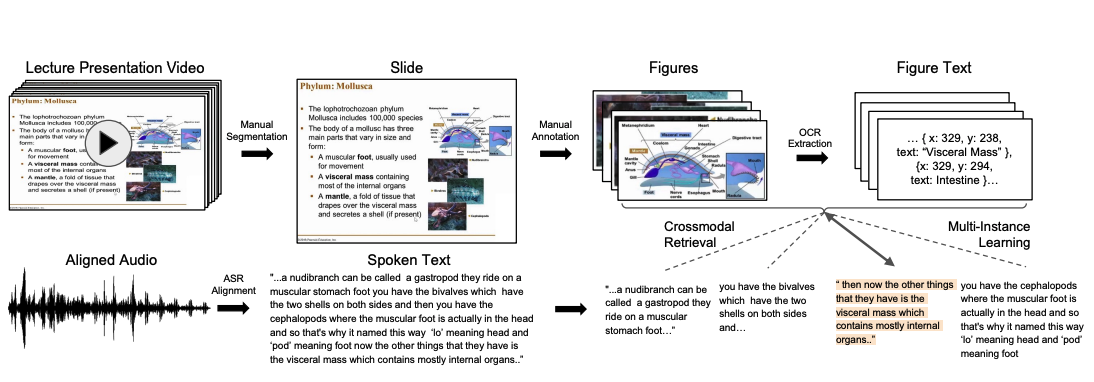 Lecture Presentation Video
Slide
Figures
Figure Text
Phylum: Mollusca
The lophotrochozoan phylum
Mollusca includes 100,000 species
The body of a mollusc h
main parts that vary in
form:
A muscular foot, us
for movement
A visceral mass contain
most of the internal organs
A mantle, a fold of tissue that
drapes over the visceral mass
and secretes a shell (if present)
Manual
Segmentation
Phylum: Mollusca
The lophotrochozoan phylum
Mollusca includes 100,000 species
The body of a mollusc has three
main parts that vary in size and
form:
A muscular foot, usually used
for movement
A visceral mass containing
most of the internal organs
A mantle, a fold of tissue that
drapes over the visceral mass
and secretes a shell (if present)
Bivalves
Cephalopods
Manual
Annotation
Metanephridium
Heart
Visceral mass
Digestive tract
Coelom
Intestine
Gonads
Mantle
Mantle
cavity
Stomach
Shell
Radula
Anus
Gill
Mouth
Foot
Nerve
cords
Esophagus
Mouth
Radula
OCR
Extraction
... { x: 329, y: 238,
text: “Visceral Mass” },
{x: 329, y: 294,
text: Intestine }...
Crossmodal
Retrieval
Multi-Instance
Learning
Aligned Audio
ASR
Alignment
Spoken Text
"...a nudibranch can be called a gastropod they ride on a
muscular stomach foot you have the bivalves which have
the two shells on both sides and then you have the
cephalopods where the muscular foot is actually in the head
and so that's why it named this way ‘lo’ meaning head and
‘pod’ meaning foot now the other things that they have is
the visceral mass which contains mostly internal organs..”
"...a nudibranch can be
called a gastropod they
ride on a muscular
stomach foot…”
you have the bivalves
which have the two
shells on both sides
and…
“ then now the other things
that they have is the
visceral mass which
contains mostly internal
organs..”
you have the cephalopods
where the muscular foot is
actually in the head and so
that's why it named this way
‘lo’ meaning head and ‘pod’
meaning foot